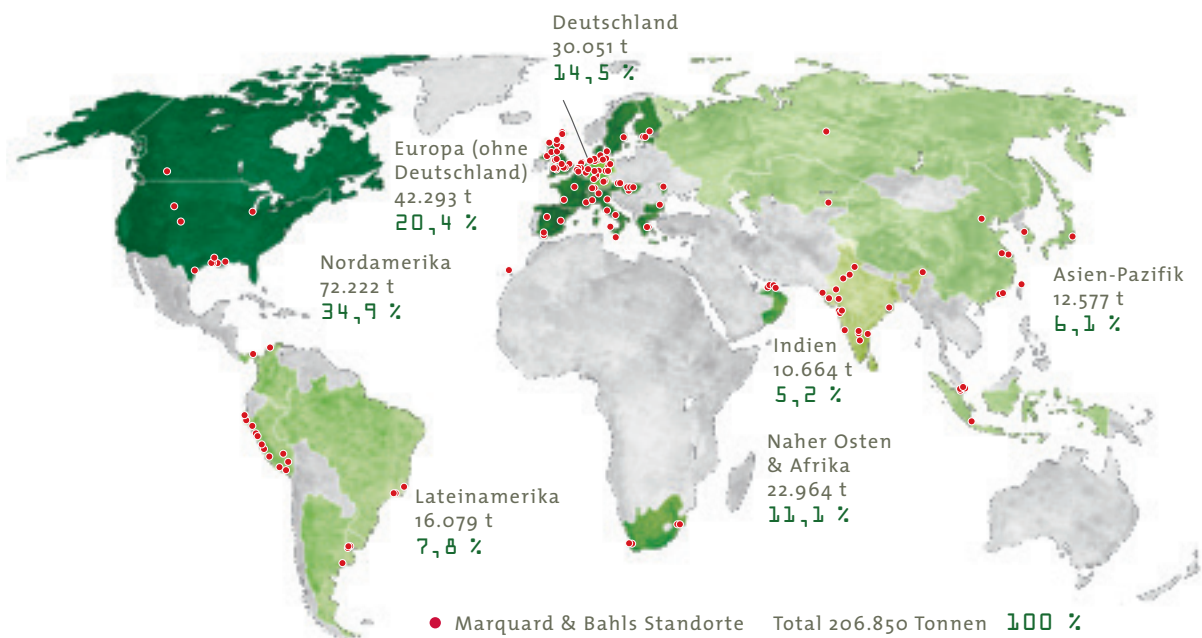 Deutschland
30.051 t
14,5 %
Europa (ohne
Deutschland)
42.293 t
20,4 %
Nordamerika
72.222 t
34,9 %
Asien-Pazifik
12.577 t
6,1 %
Indien
10.664 t
5,2 %
Naher Osten
& Afrika
22.964 t
11,1 %
Lateinamerika
16.079 t
7,8 %
Marquard & Bahls Standorte Total 206.850 Tonnen 100 %